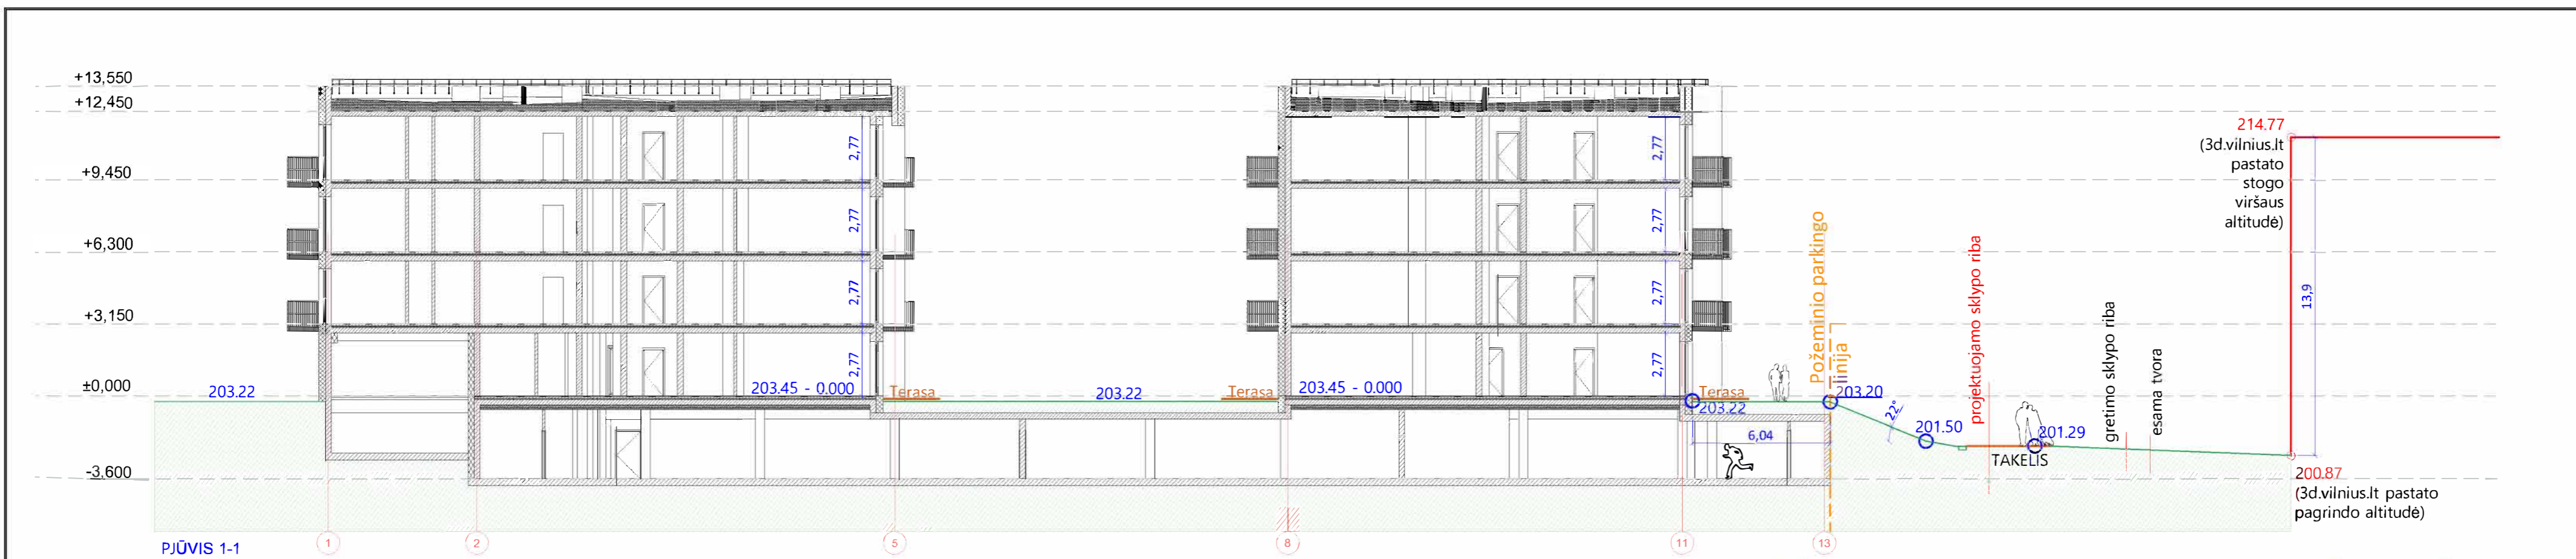 +13,550
+12,450
+9,450
+6,300
+3,150
±0,000
-3.600
203.22
2,77
2,77
2,77
2,77
203.45 - 0.000
Terasa
203.22
Terasa
203.45 - 0.000
2,77
2,77
2,77
2,77
Terasa
203.22
6,04
Požeminio parkingo
linija
203.20
22°
201.50
projektuojamo sklypo riba
TAKELIS
201.29
gretimo sklypo riba
esama tvora
214.77
(3d.vilnius.lt
pastato
stogo
viršaus
altitudė)
13,9
200.87
(3d.vilnius.lt pastato
pagrindo altitudė)
PJŪVIS 1-1
1
2
5
8
11
13